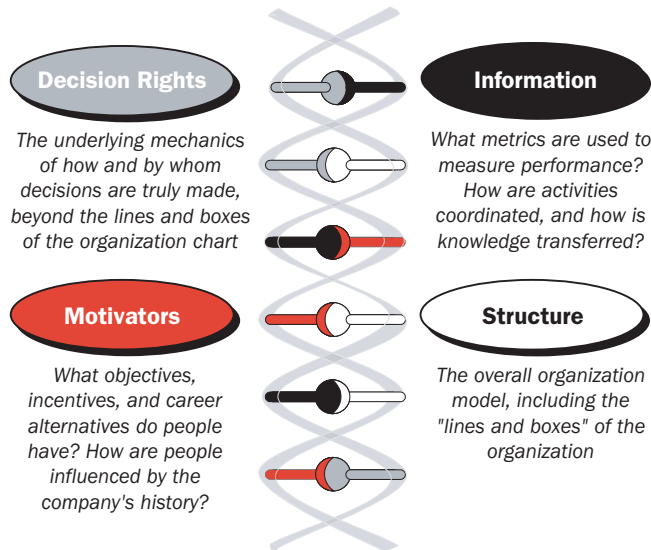 Decision Rights
The underlying mechanics
of how and by whom
decisions are truly made,
beyond the lines and boxes
of the organization chart
Information
What metrics are used to
measure performance?
How are activities
coordinated, and how is
knowledge transferred?
Motivators
What objectives,
incentives, and career
alternatives do people
have? How are people
influenced by the
company's history?
Structure
The overall organization
model, including the
"lines and boxes" of the
organization